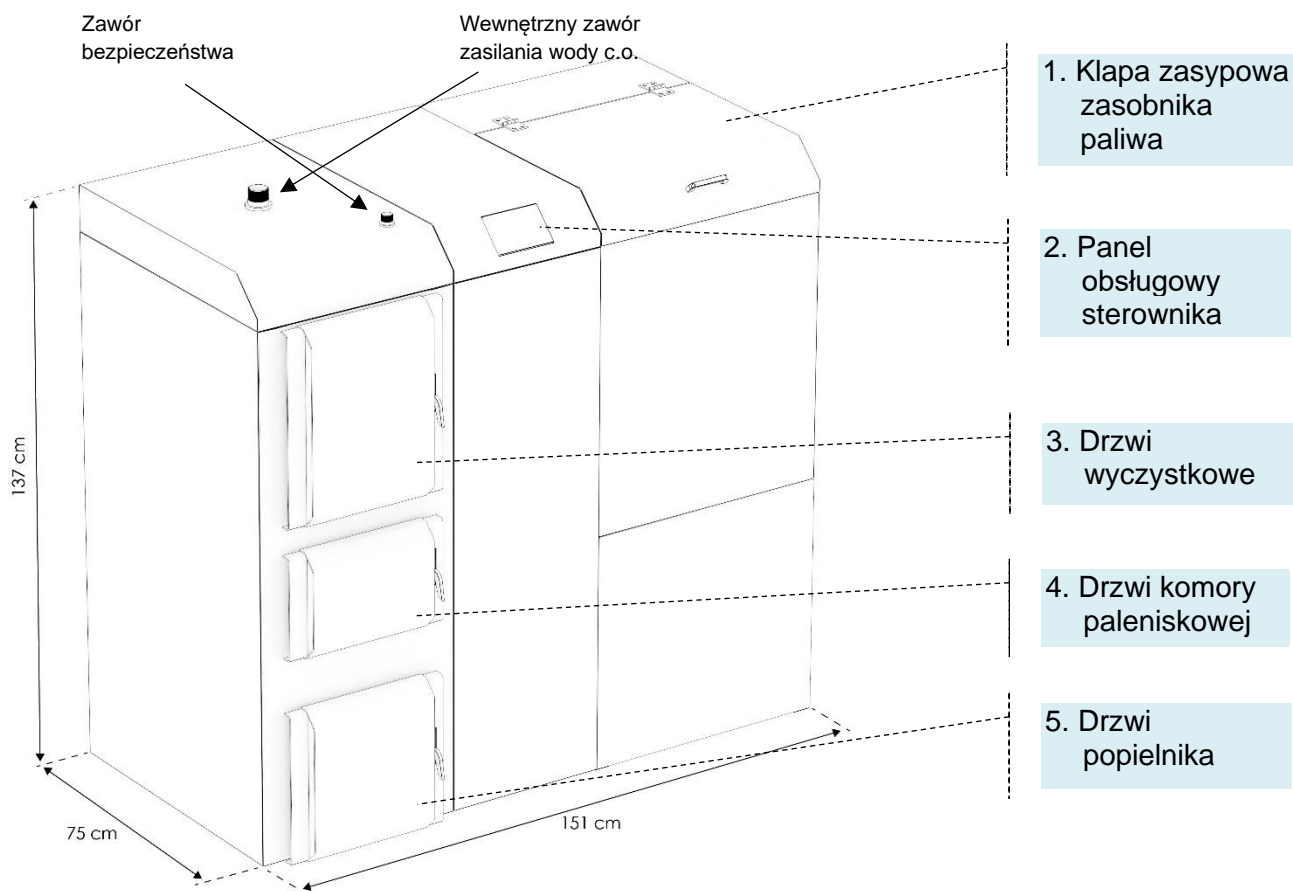 Zawór
bezpieczeństwa
Wewnętrzny zawór
zasilania wody c.o.
1. Klapa zasypowa
zasobnika
paliwa
2. Panel
obsługowy
sterownika
3. Drzwi
wyczystkowe
4. Drzwi komory
paleniskowej
5. Drzwi
popielnika
137 cm
75 cm
151 cm